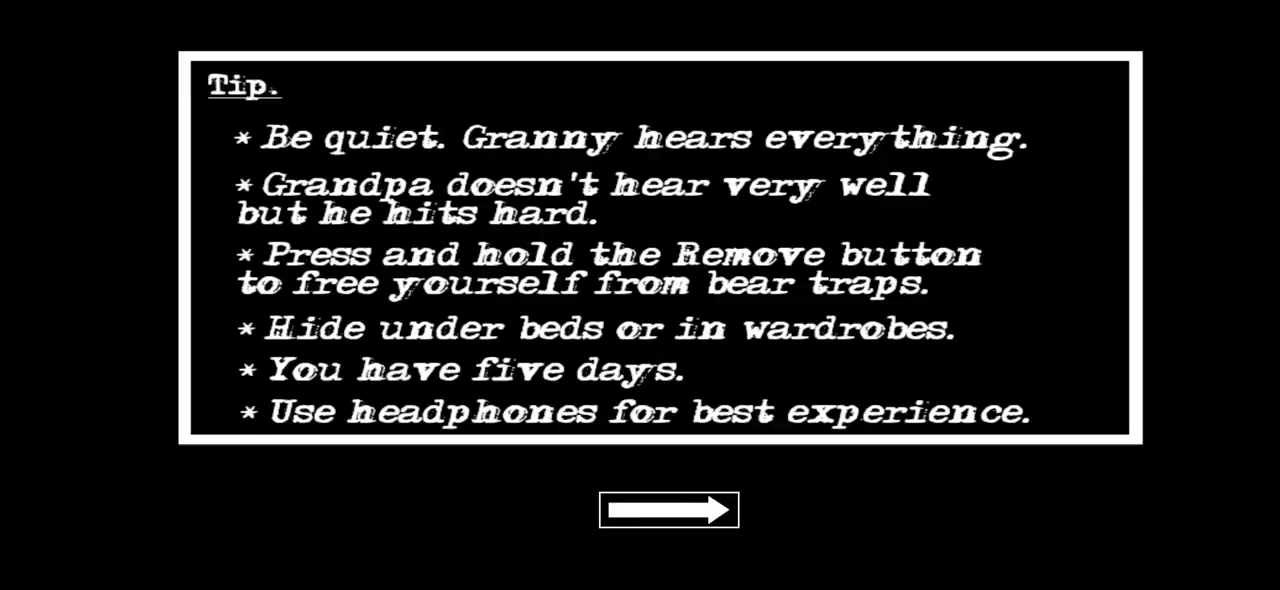 Tip.
* Be quiet. Granny hears everything.
* Grandpa doesn't hear very well
but he hits hard.
* Press and hold the Remove button
to free yourself from bear traps.
* Hide under beds or in wardrobes.
* You have five days.
* Use headphones for best experience.